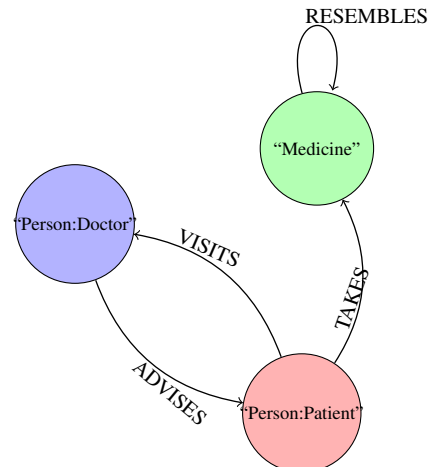 RESEMBLES
“Medicine”
“Person:Doctor”
VISITS
TAKES
ADVISES
“Person:Patient”